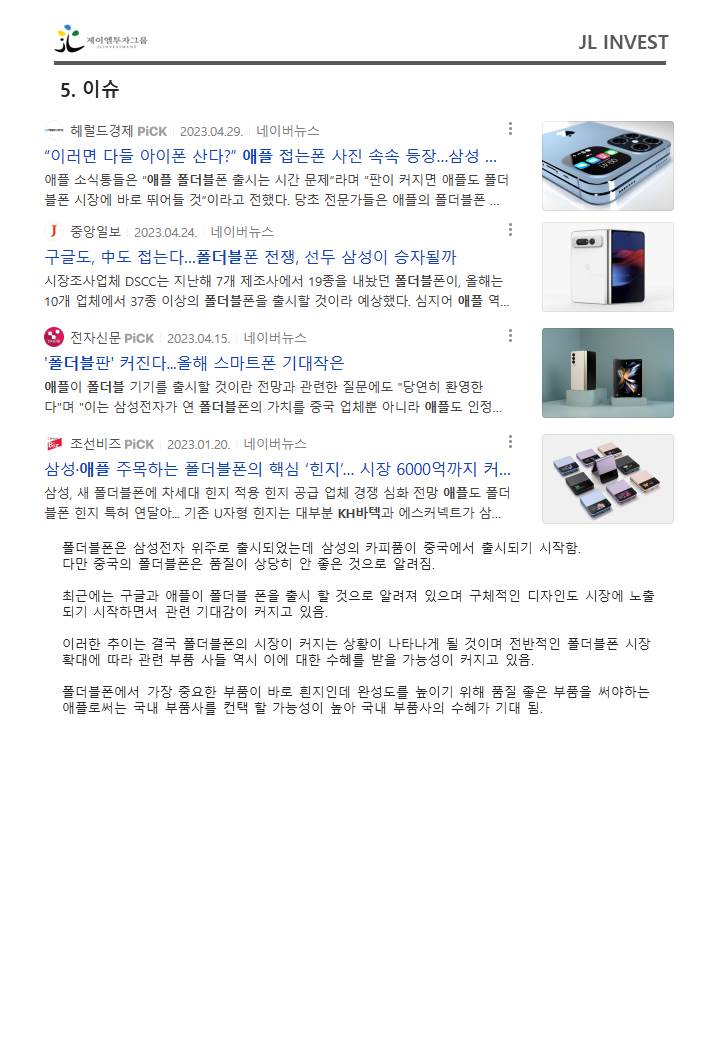 제이엘투자그룹
JLINVESTMENT
JL INVEST
5. 이슈
헤럴드경제 PiCK 2023.04.29. 네이버뉴스
“이러면 다들 아이폰 산다?” 애플 접는폰 사진 속속 등장…삼성 ...
애플 소식통들은 “애플 폴더블폰 출시는 시간 문제”라며 “판이 커지면 애플도 폴더
블폰 시장에 바로 뛰어들 것”이라고 전했다. 당초 전문가들은 애플의 폴더블폰 ...
중앙일보 2023.04.24. 네이버뉴스
구글도, 中도 접는다…폴더블폰 전쟁, 선두 삼성이 승자될까
시장조사업체 DSCC는 지난해 7개 제조사에서 19종을 내놨던 폴더블폰이, 올해는
10개 업체에서 37종 이상의 폴더블폰을 출시할 것이라 예상했다. 심지어 애플 역...
전자신문 PiCK 2023.04.15. 네이버뉴스
'폴더블판' 커진다...올해 스마트폰 기대작은
애플이 폴더블 기기를 출시할 것이란 전망과 관련한 질문에도 "당연히 환영한
다"며 "이는 삼성전자가 연 폴더블폰의 가치를 중국 업체뿐 아니라 애플도 인정...
조선비즈 PiCK 2023.01.20. 네이버뉴스
삼성·애플 주목하는 폴더블폰의 핵심 ‘힌지’… 시장 6000억까지 커...
삼성, 새 폴더블폰에 차세대 힌지 적용 힌지 공급 업체 경쟁 심화 전망 애플도 폴더
블폰 힌지 특허 연달아... 기존 U자형 힌지는 대부분 KH바텍과 에스커넥트가 삼...
폴더블폰은 삼성전자 위주로 출시되었는데 삼성의 카피품이 중국에서 출시되기 시작함.
다만 중국의 폴더블폰은 품질이 상당히 안 좋은 것으로 알려짐.
최근에는 구글과 애플이 폴더블 폰을 출시 할 것으로 알려져 있으며 구체적인 디자인도 시장에 노출
되기 시작하면서 관련 기대감이 커지고 있음.
이러한 추이는 결국 폴더블폰의 시장이 커지는 상황이 나타나게 될 것이며 전반적인 폴더블폰 시장
확대에 따라 관련 부품 사들 역시 이에 대한 수혜를 받을 가능성이 커지고 있음.
폴더블폰에서 가장 중요한 부품이 바로 힌지인데 완성도를 높이기 위해 품질 좋은 부품을 써야하는
애플로써는 국내 부품사를 컨택 할 가능성이 높아 국내 부품사의 수혜가 기대 됨.